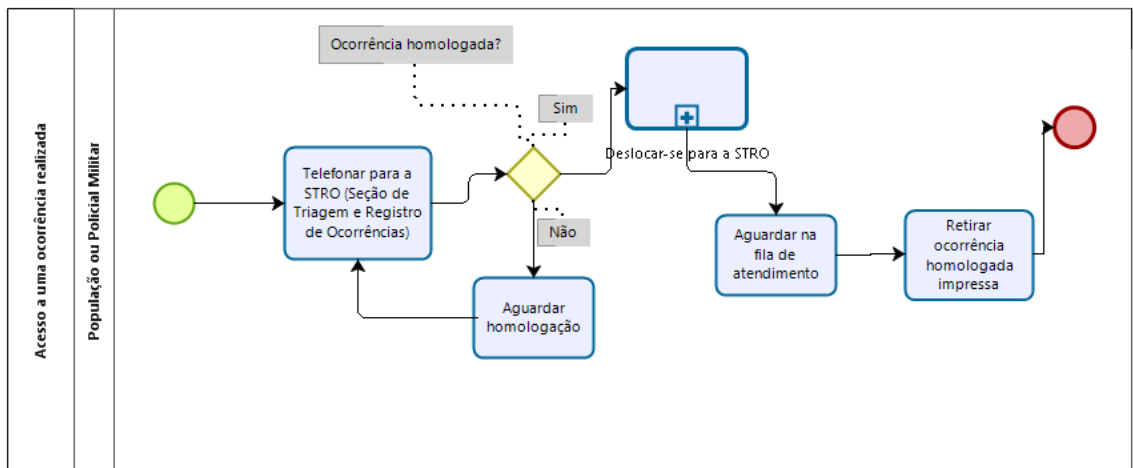 Acesso a uma ocorrência realizada
População ou Policial Militar
Ocorrência homologada?
Sim
Telefonar para a
STRO (Seção de
Triagem e Registro
de Ocorrências)
Deslocar-se para a STRO
Não
Aguardar
homologação
Aguardar na
fila de
atendimento
Retirar
ocorrência
homologada
impressa